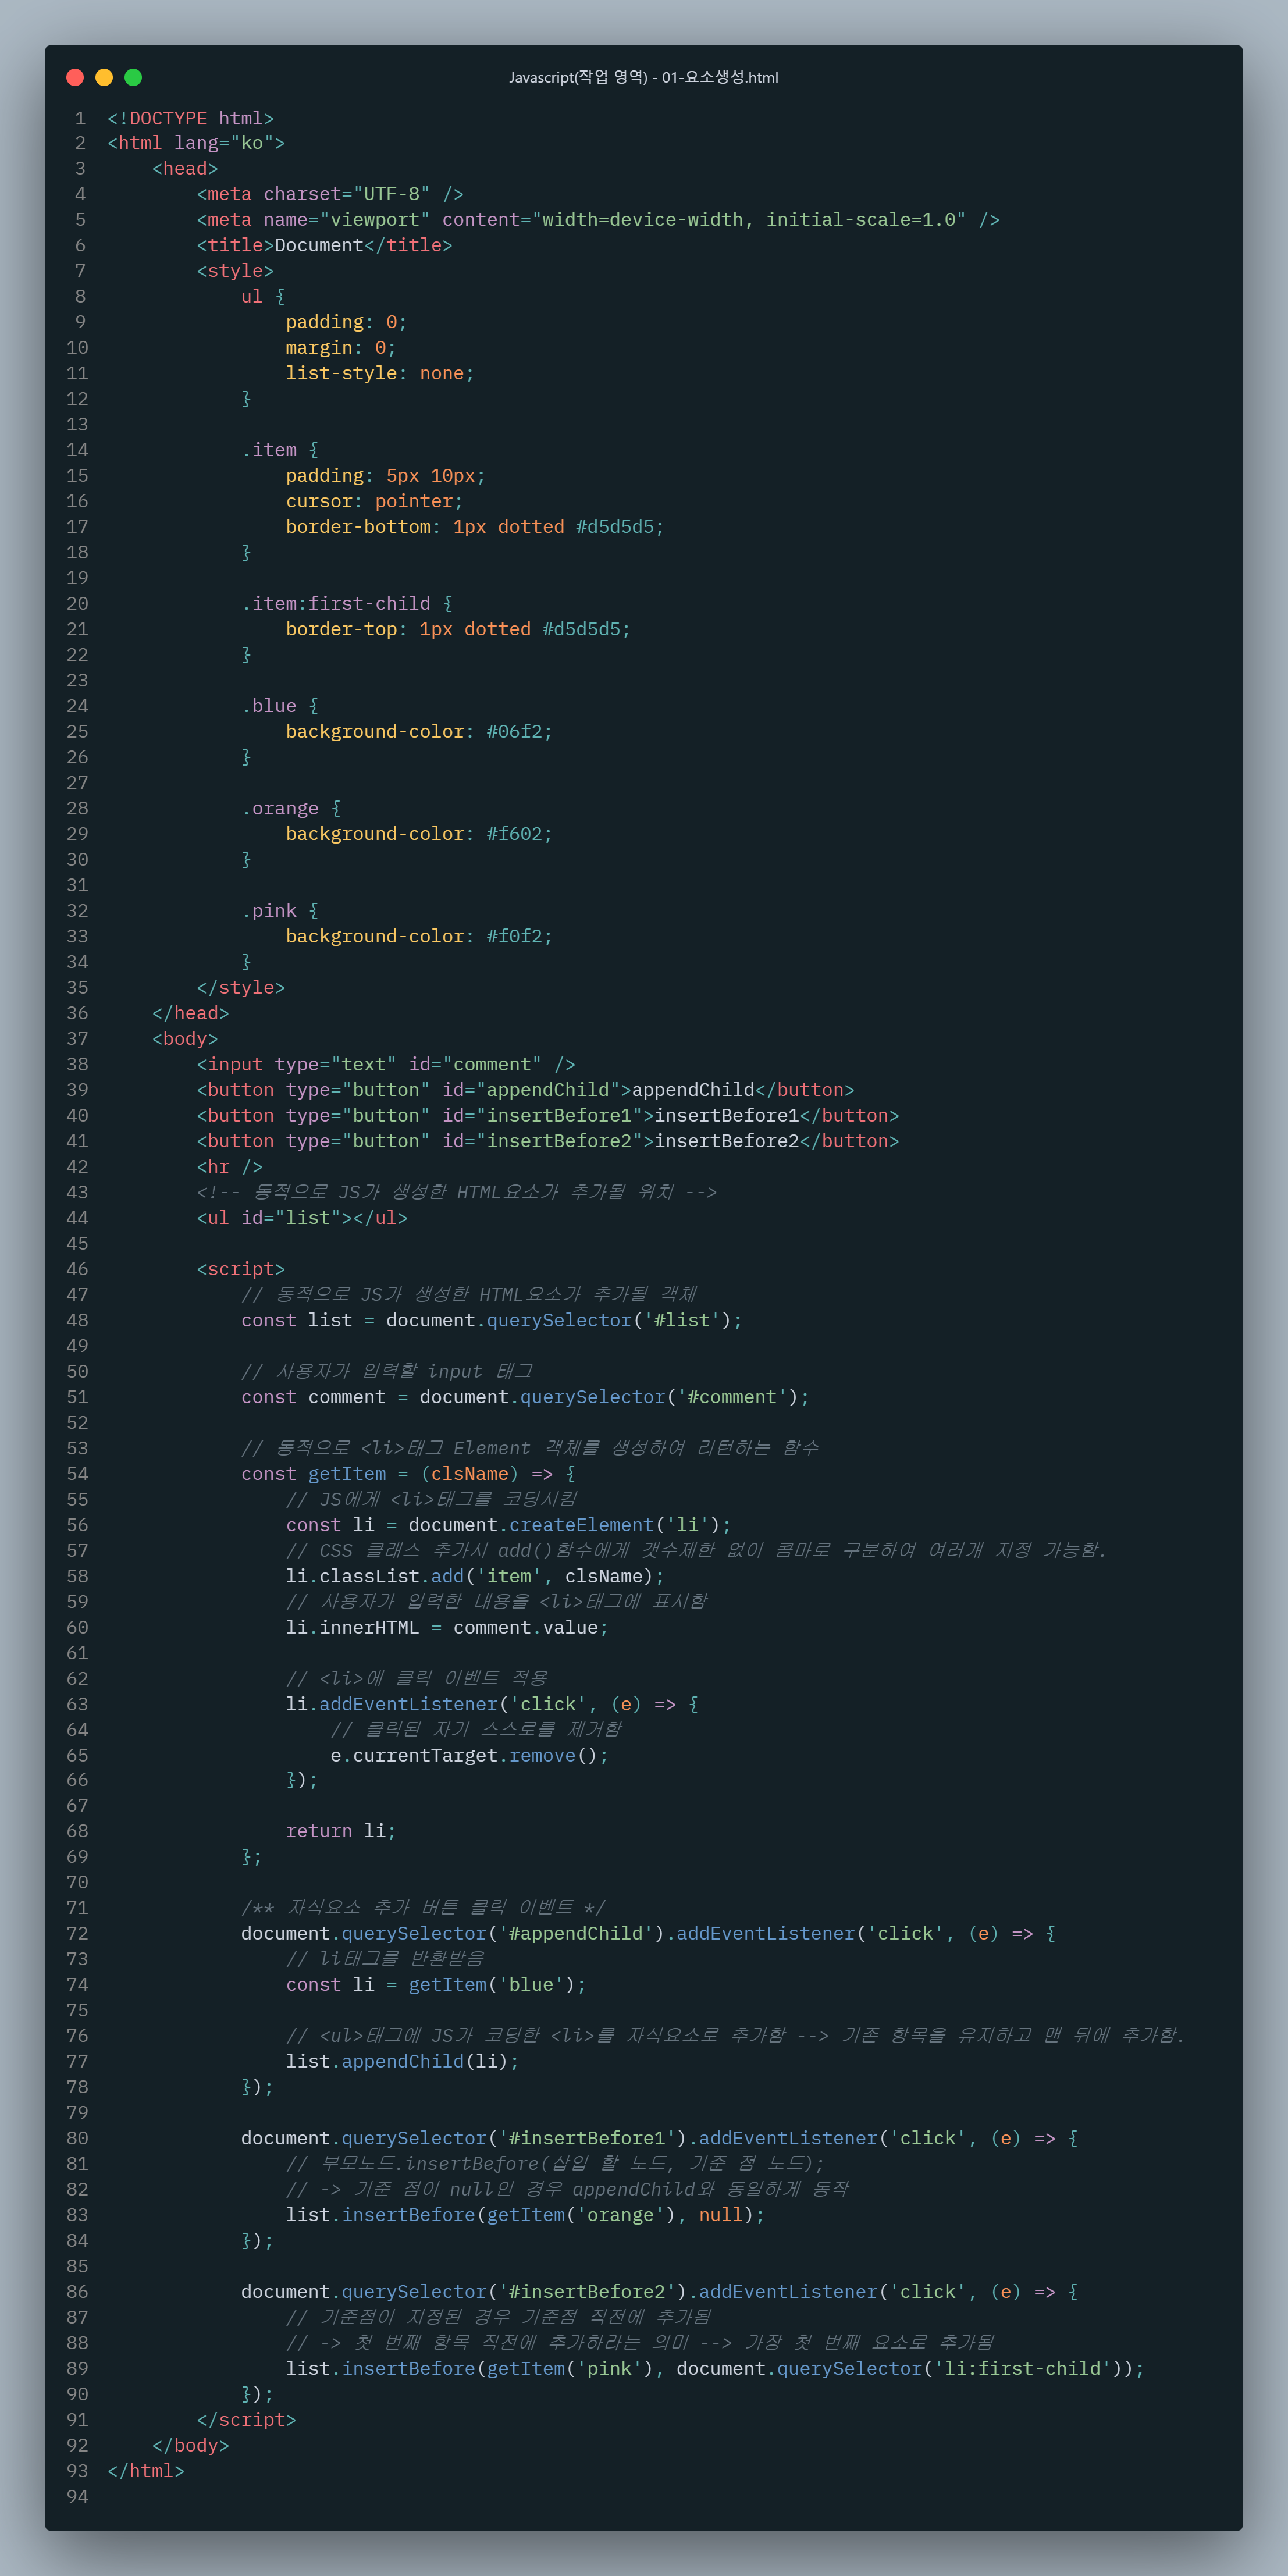 Javascript(작업 영역) - 01-요소생성.html
1 <!DOCTYPE html>
2 <html lang="ko">
3     <head>
4         <meta charset="UTF-8" />
5         <meta name="viewport" content="width=device-width, initial-scale=1.0" />
6         <title>Document</title>
7         <style>
8             ul {
9                 padding: 0;
10                 margin: 0;
11                 list-style: none;
12             }
13
14             .item {
15                 padding: 5px 10px;
16                 cursor: pointer;
17                 border-bottom: 1px dotted #d5d5d5;
18             }
19
20             .item:first-child {
21                 border-top: 1px dotted #d5d5d5;
22             }
23
24             .blue {
25                 background-color: #06f2;
26             }
27
28             .orange {
29                 background-color: #f602;
30             }
31
32             .pink {
33                 background-color: #f0f2;
34             }
35         </style>
36     </head>
37     <body>
38         <input type="text" id="comment" />
39         <button type="button" id="appendChild">appendChild</button>
40         <button type="button" id="insertBefore1">insertBefore1</button>
41         <button type="button" id="insertBefore2">insertBefore2</button>
42         <hr />
43         <!-- 동적으로 JS가 생성한 HTML요소가 추가될 위치 -->
44         <ul id="list"></ul>
45
46         <script>
47             // 동적으로 JS가 생성한 HTML요소가 추가될 객체
48             const list = document.querySelector('#list');
49
50             // 사용자가 입력할 input 태그
51             const comment = document.querySelector('#comment');
52
53             // 동적으로 <li>태그 Element 객체를 생성하여 리턴하는 함수
54             const getItem = (clsName) => {
55                 // JS에게 <li>태그를 코딩시킴
56                 const li = document.createElement('li');
57                 // CSS 클래스 추가시 add()함수에게 갯수제한 없이 콤마로 구분하여 여러개 지정 가능함.
58                 li.classList.add('item', clsName);
59                 // 사용자가 입력한 내용을 <li>태그에 표시함
60                 li.innerHTML = comment.value;
61
62                 // <li>에 클릭 이벤트 적용
63                 li.addEventListener('click', (e) => {
64                     // 클릭된 자기 스스로를 제거함
65                     e.currentTarget.remove();
66                 });
67
68                 return li;
69             };
70
71             /** 자식요소 추가 버튼 클릭 이벤트 */
72             document.querySelector('#appendChild').addEventListener('click', (e) => {
73                 // li태그를 반환받음
74                 const li = getItem('blue');
75
76                 // <ul>태그에 JS가 코딩한 <li>를 자식요소로 추가함 --> 기존 항목을 유지하고 맨 뒤에 추가함.
77                 list.appendChild(li);
78             });
79
80             document.querySelector('#insertBefore1').addEventListener('click', (e) => {
81                 // 부모노드.insertBefore(삽입 할 노드, 기준 점 노드);
82                 // -> 기준 점이 null인 경우 appendChild와 동일하게 동작
83                 list.insertBefore(getItem('orange'), null);
84             });
85
86             document.querySelector('#insertBefore2').addEventListener('click', (e) => {
87                 // 기준점이 지정된 경우 기준점 직전에 추가됨
88                 // -> 첫 번째 항목 직전에 추가하라는 의미 --> 가장 첫 번째 요소로 추가됨
89                 list.insertBefore(getItem('pink'), document.querySelector('li:first-child'));
90             });
91         </script>
92     </body>
93 </html>
94